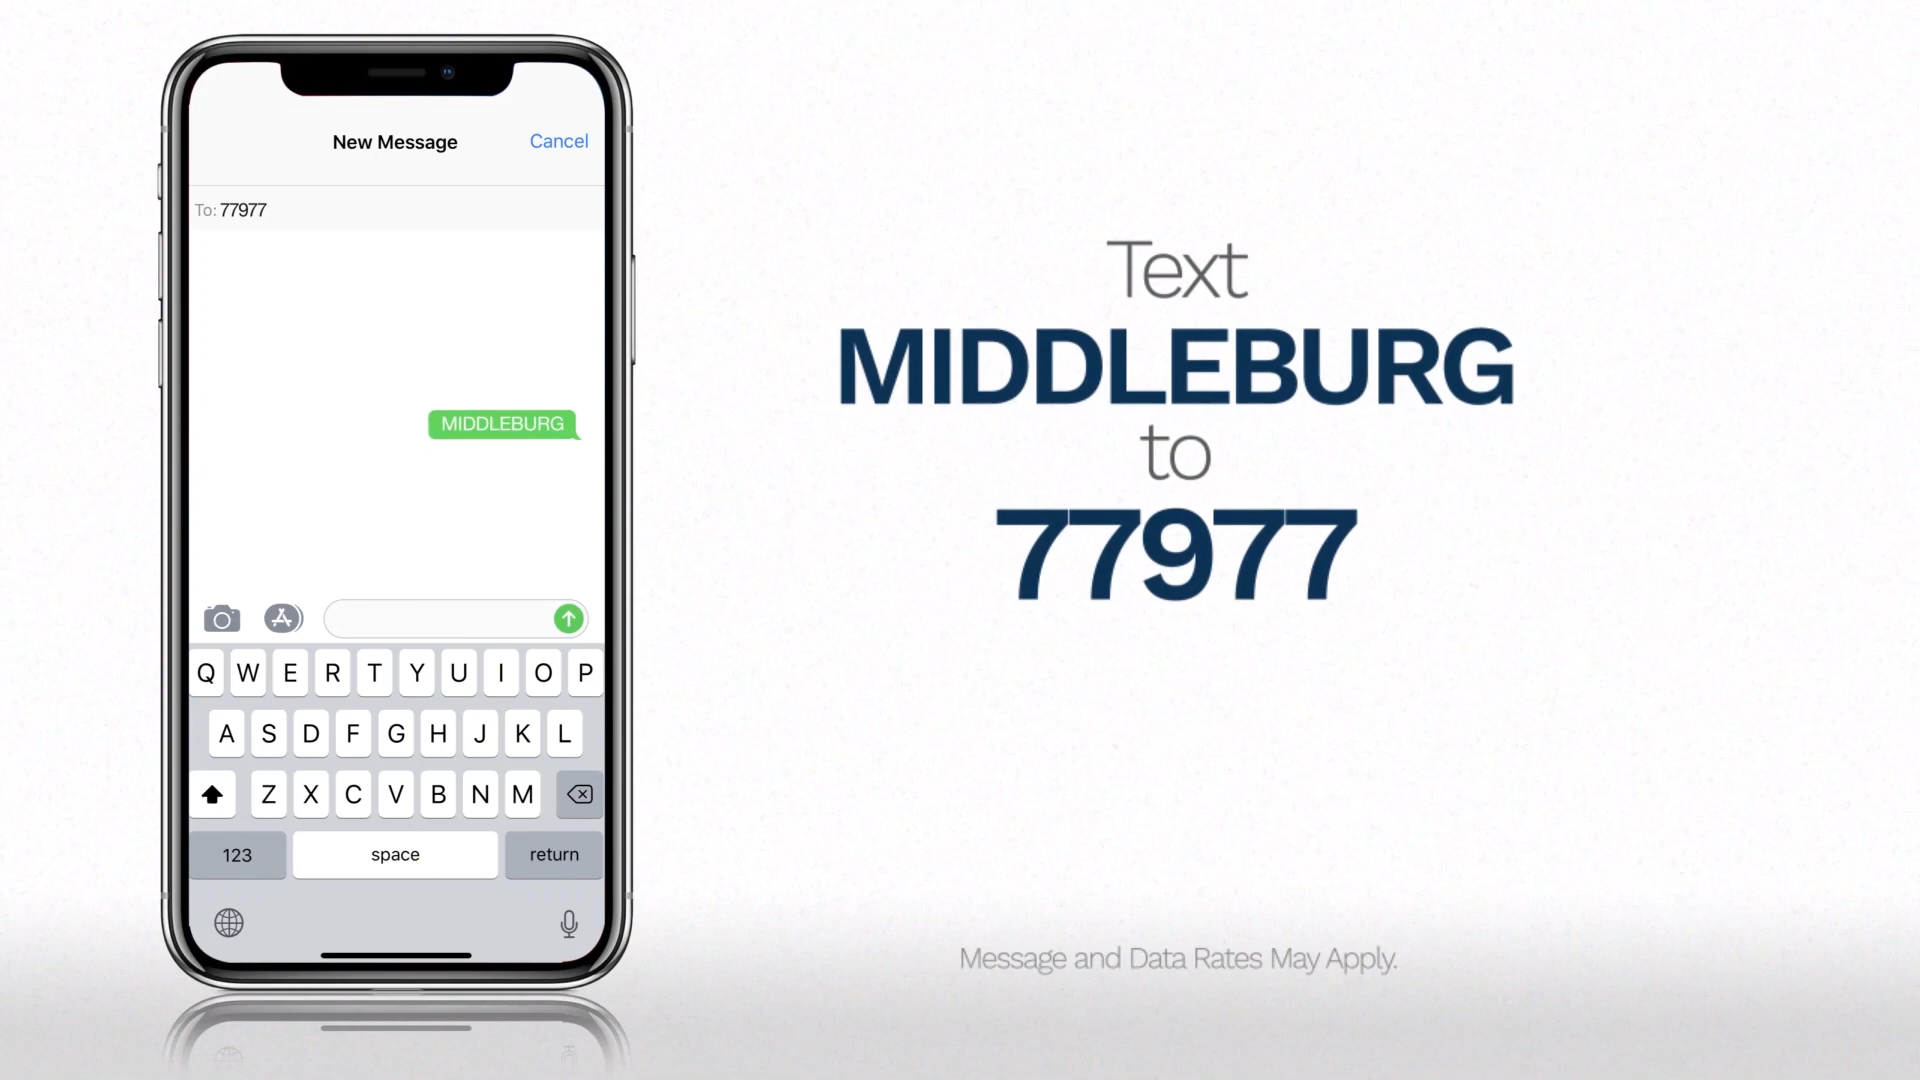 New Message
Cancel
To: 77977
MIDDLEBURG
Q W E R T Y U I O P
A S D F G H J K L
Z X C V B N M
123 space return
Text
MIDDLEBURG
to
77977
Message and Data Rates May Apply.